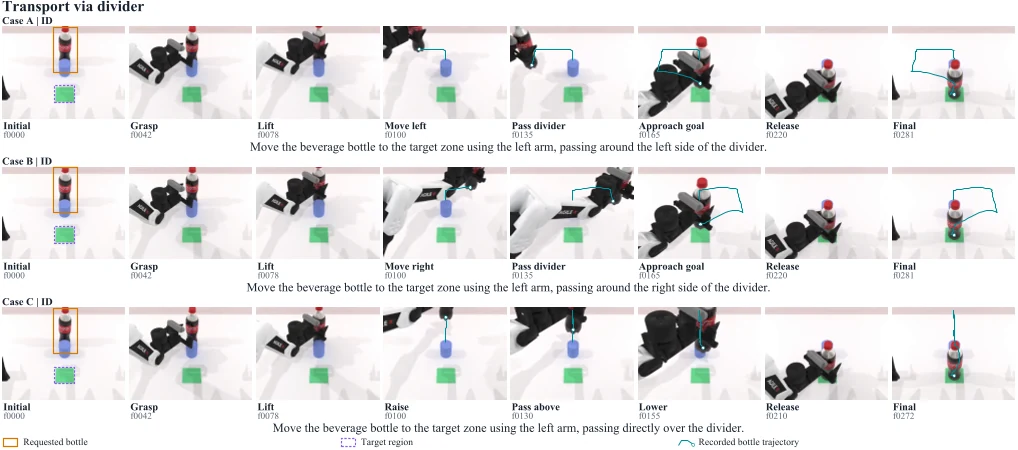 Transport via divider
Case A | ID
Initial Grasp Lift Move left Pass divider Approach goal Release Final
f0000 f0042 f0078 f0100 f0135 f0165 f0220 f0281
Move the beverage bottle to the target zone using the left arm, passing around the left side of the divider.
Case B | ID
Initial Grasp Lift Move right Pass divider Approach goal Release Final
f0000 f0042 f0078 f0100 f0135 f0165 f0220 f0281
Move the beverage bottle to the target zone using the left arm, passing around the right side of the divider.
Case C | ID
Initial Grasp Lift Raise Pass above Lower Release Final
f0000 f0042 f0078 f0100 f0130 f0155 f0210 f0272
Move the beverage bottle to the target zone using the left arm, passing directly over the divider.
Requested bottle Target region Recorded bottle trajectory